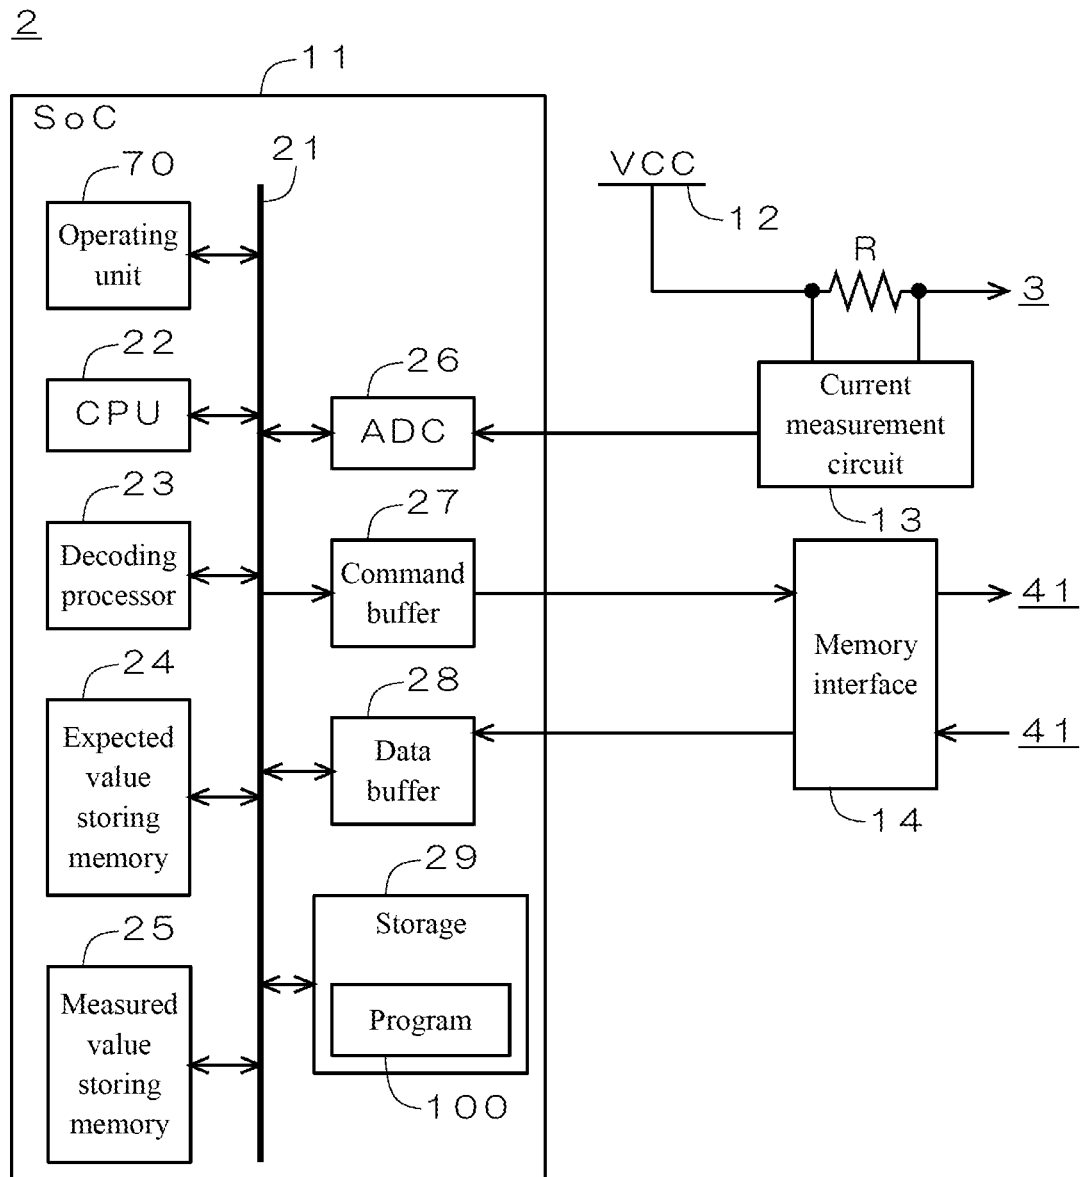 2
11
SoC
21
70
Operating
unit
VCC
12
R
3
22
CPU
26
ADC
Current
measurement
circuit
13
23
Decoding
processor
27
Command
buffer
41
Memory
interface
41
14
24
Expected
value
storing
memory
28
Data
buffer
29
Storage
Program
100
25
Measured
value
storing
memory